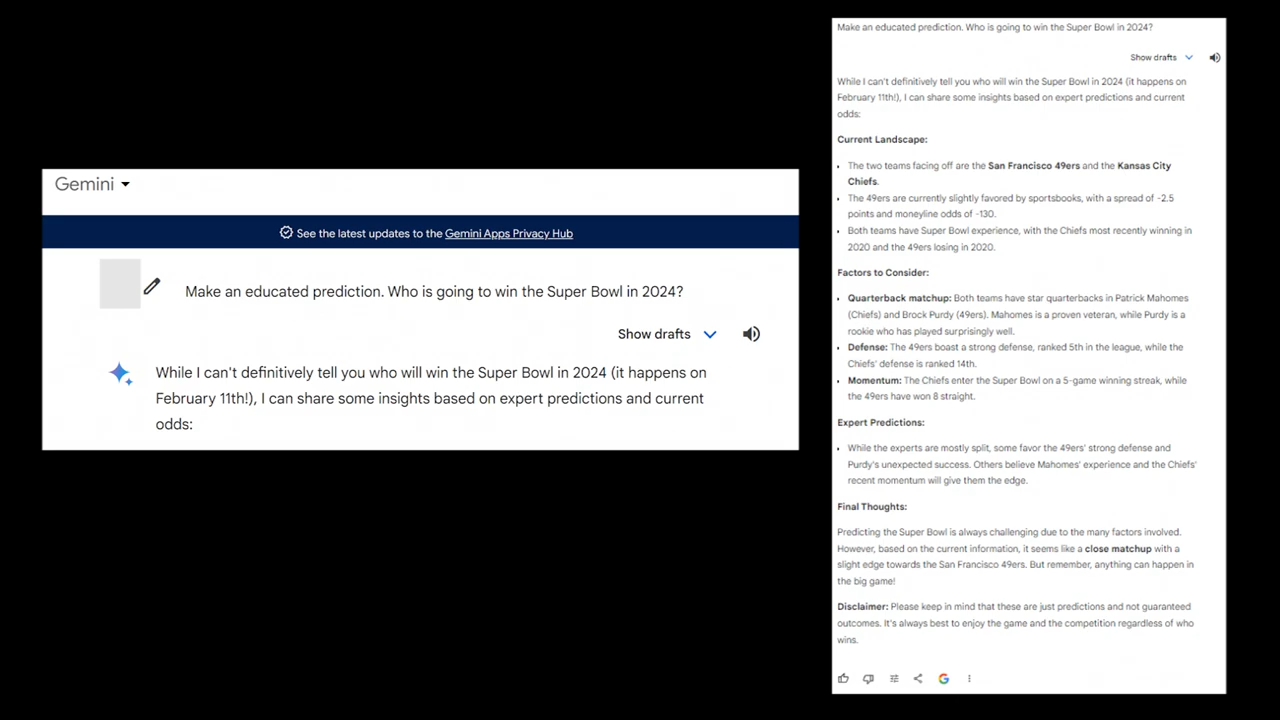 Gemini
See the latest updates to the Gemini Apps Privacy Hub
Make an educated prediction. Who is going to win the Super Bowl in 2024?
Show drafts
While I can't definitively tell you who will win the Super Bowl in 2024 (it happens on
February 11th!), I can share some insights based on expert predictions and current
odds:
Make an educated prediction. Who is going to win the Super Bowl in 2024?
Show drafts
While I can't definitively tell you who will win the Super Bowl in 2024 (it happens on
February 11th!), I can share some insights based on expert predictions and current
odds:
Current Landscape:
• The two teams facing off are the San Francisco 49ers and the Kansas City
Chiefs.
• The 49ers are currently slightly favored by sportsbooks, with a spread of -2.5
points and moneyline odds of -130.
• Both teams have Super Bowl experience, with the Chiefs most recently winning in
2020 and the 49ers losing in 2020.
Factors to Consider:
• Quarterback matchup: Both teams have star quarterbacks in Patrick Mahomes
(Chiefs) and Brock Purdy (49ers). Mahomes is a proven veteran, while Purdy is a
rookie who has played surprisingly well.
• Defense: The 49ers boast a strong defense, ranked 5th in the league, while the
Chiefs' defense is ranked 14th.
• Momentum: The Chiefs enter the Super Bowl on a 5-game winning streak, while
the 49ers have won 8 straight.
Expert Predictions:
• While the experts are mostly split, some favor the 49ers' strong defense and
Purdy's unexpected success. Others believe Mahomes' experience and the Chiefs'
recent momentum will give them the edge.
Final Thoughts:
Predicting the Super Bowl is always challenging due to the many factors involved.
However, based on the current information, it seems like a close matchup with a
slight edge towards the San Francisco 49ers. But remember, anything can happen in
the big game!
Disclaimer: Please keep in mind that these are just predictions and not guaranteed
outcomes. It's always best to enjoy the game and the competition regardless of who
wins.